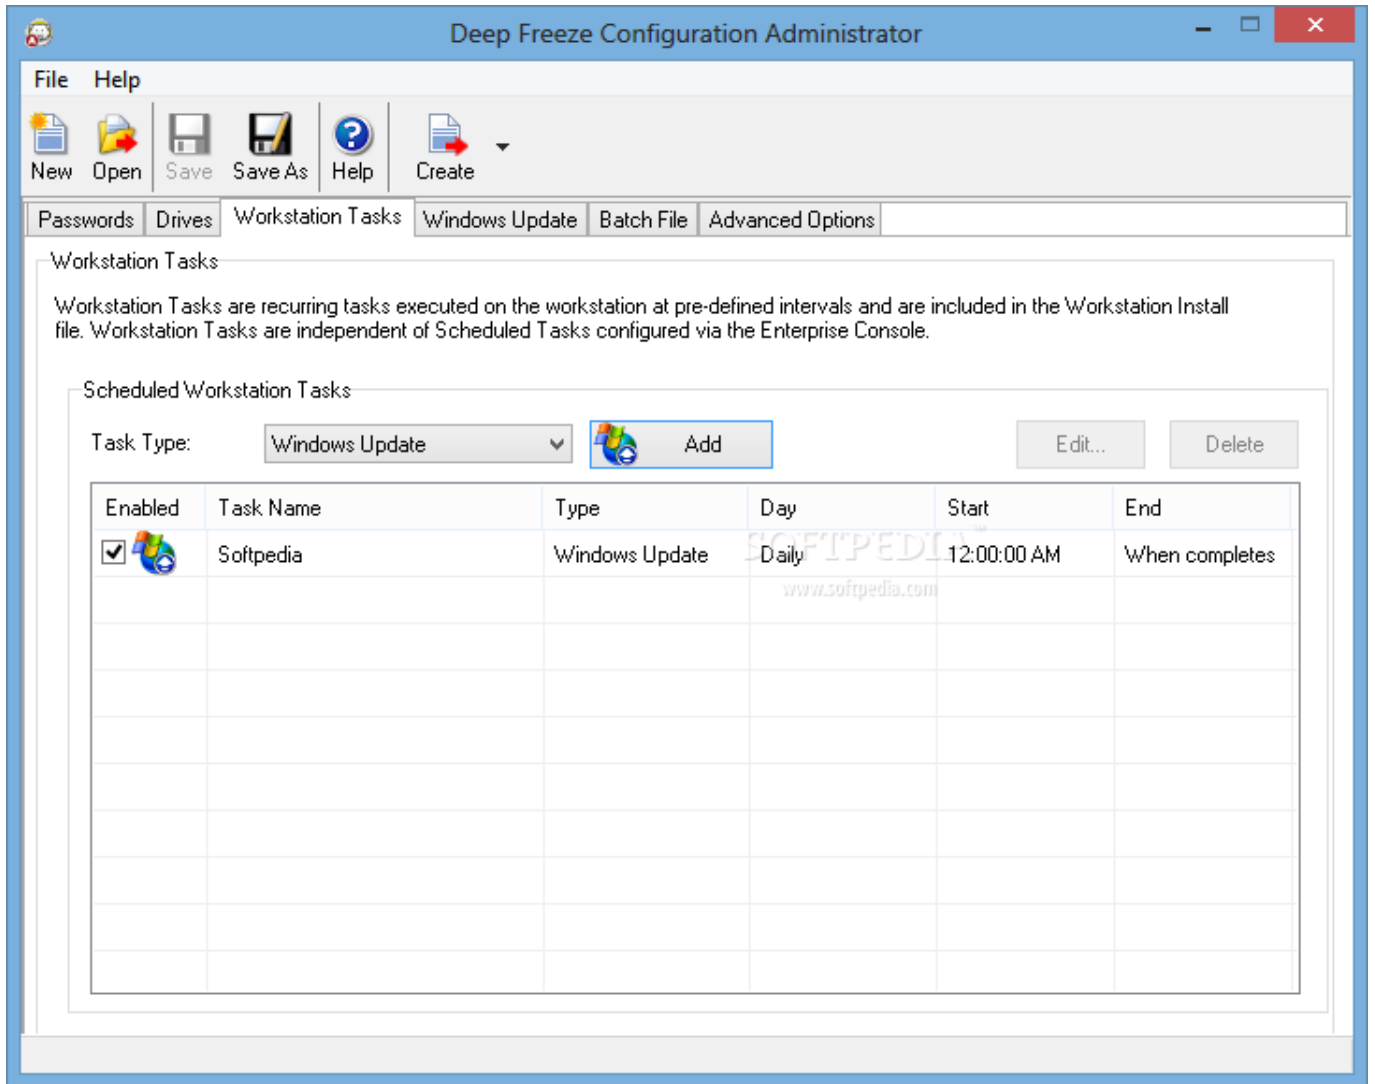 Deep Freeze Configuration Administrator
File Help
New Open Save Save As Help Create
Passwords Drives Workstation Tasks Windows Update Batch File Advanced Options
Workstation Tasks
Workstation Tasks are recurring tasks executed on the workstation at pre-defined intervals and are included in the Workstation Install
file. Workstation Tasks are independent of Scheduled Tasks configured via the Enterprise Console.
Scheduled Workstation Tasks
Task Type: Windows Update Add Edit... Delete
Enabled Task Name Type Day Start End
Softpedia Windows Update Daily 12:00:00 AM When completes
SOFTPEDIA™
www.softpedia.com